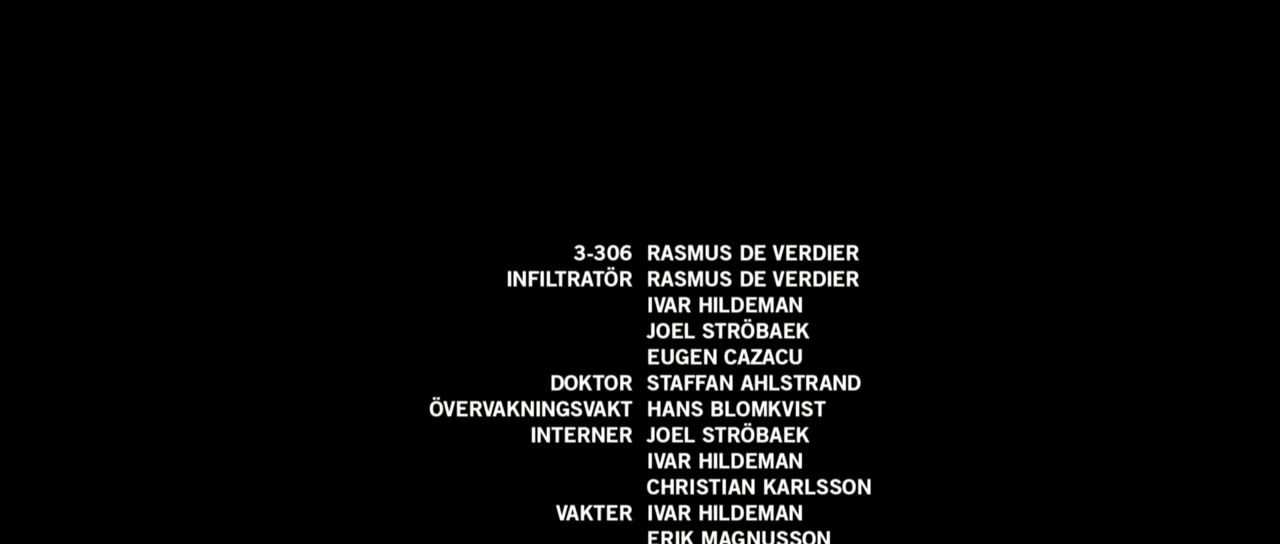 3-306 RASMUS DE VERDIER
INFILTRATÖR RASMUS DE VERDIER
IVAR HILDEMAN
JOEL STRÖBAEK
EUGEN CAZACU
DOKTOR STAFFAN AHLSTRAND
ÖVERVAKNINGSVAKT HANS BLOMKVIST
INTERNER JOEL STRÖBAEK
IVAR HILDEMAN
CHRISTIAN KARLSSON
VAKTER IVAR HILDEMAN
ERIK MAGNUSSON